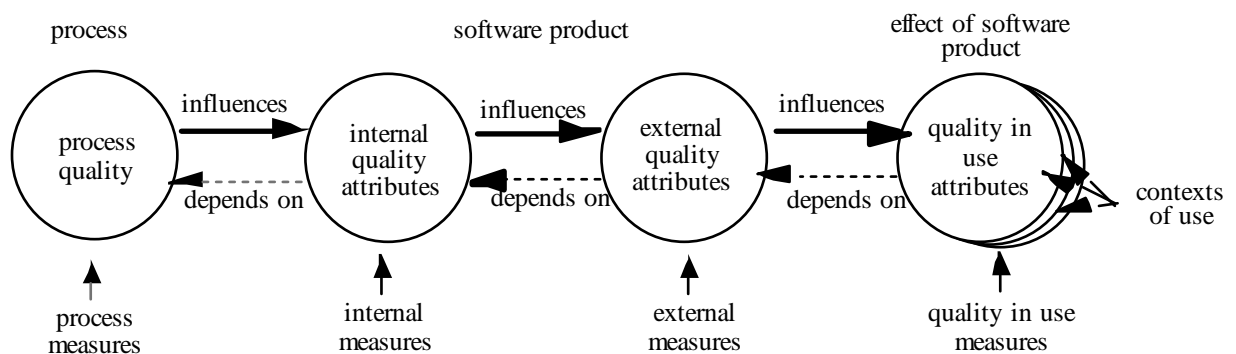 process
software product
effect of software
product
influences
influences
influences
process
quality
internal
quality
attributes
external
quality
attributes
quality in
use
attributes
depends on
depends on
depends on
contexts
of use
process
measures
internal
measures
external
measures
quality in use
measures